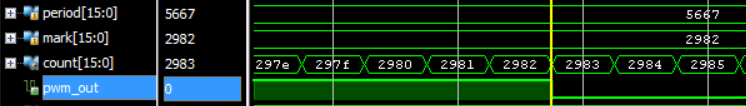 period[15:0] 5667 5667
mark[15:0] 2982 2982
count[15:0] 2983 297e 297f 2980 2981 2982 2983 2984 2985
pwm_out 0